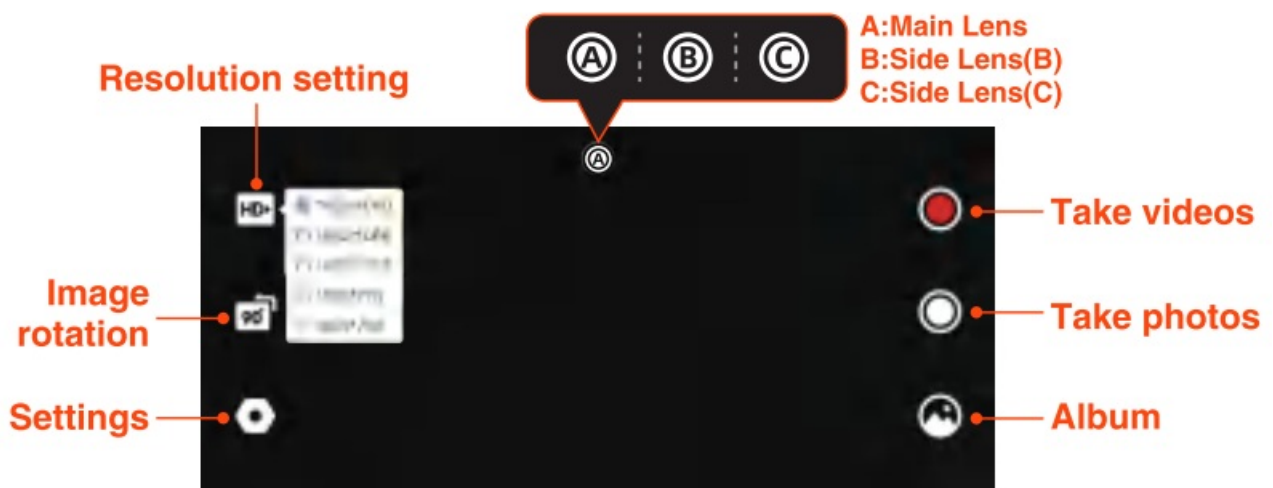 A B C
A:Main Lens
B:Side Lens(B)
C:Side Lens(C)
Resolution setting
A
HD+
Take videos
Image
rotation
90°
Take photos
Settings
Album